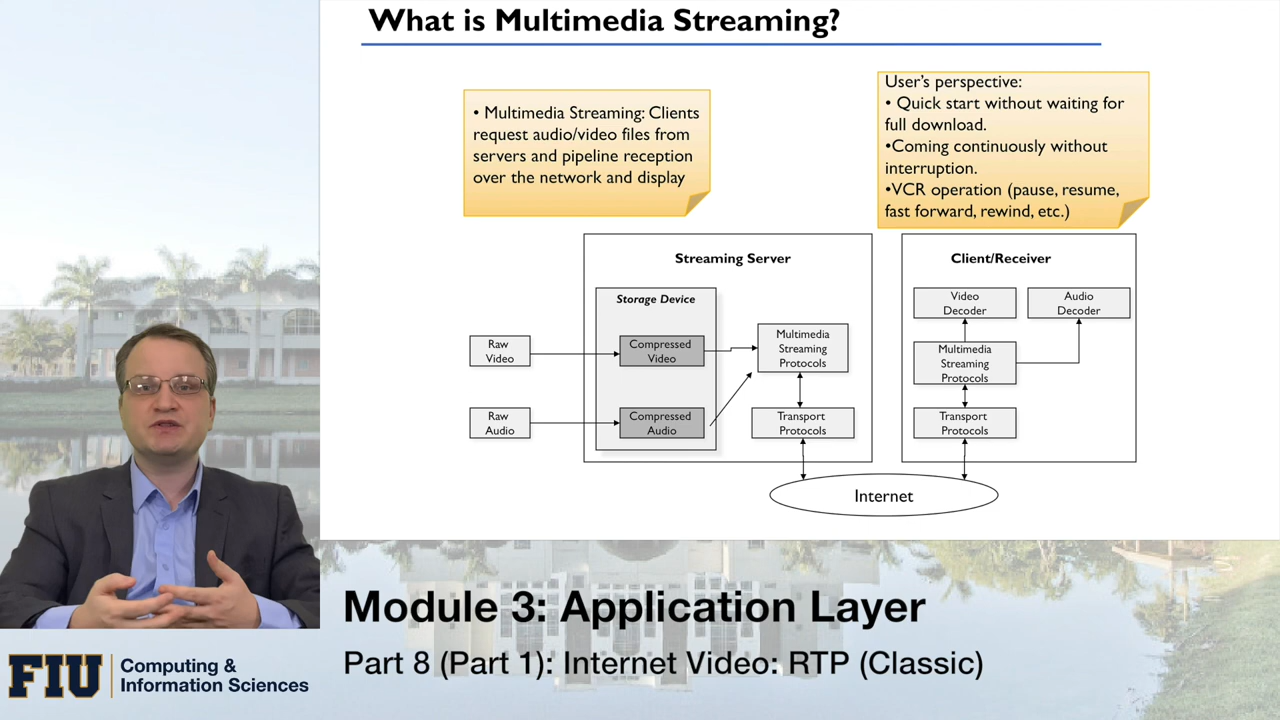 What is Multimedia Streaming?
• Multimedia Streaming: Clients
request audio/video files from
servers and pipeline reception
over the network and display
User's perspective:
• Quick start without waiting for
full download.
•Coming continuously without
interruption.
•VCR operation (pause, resume,
fast forward, rewind, etc.)
Streaming Server
Storage Device
Raw
Video
Compressed
Video
Multimedia
Streaming
Protocols
Raw
Audio
Compressed
Audio
Transport
Protocols
Client/Receiver
Video
Decoder
Audio
Decoder
Multimedia
Streaming
Protocols
Transport
Protocols
Internet
Module 3: Application Layer
Part 8 (Part 1): Internet Video: RTP (Classic)
FIU
Computing &
Information Sciences